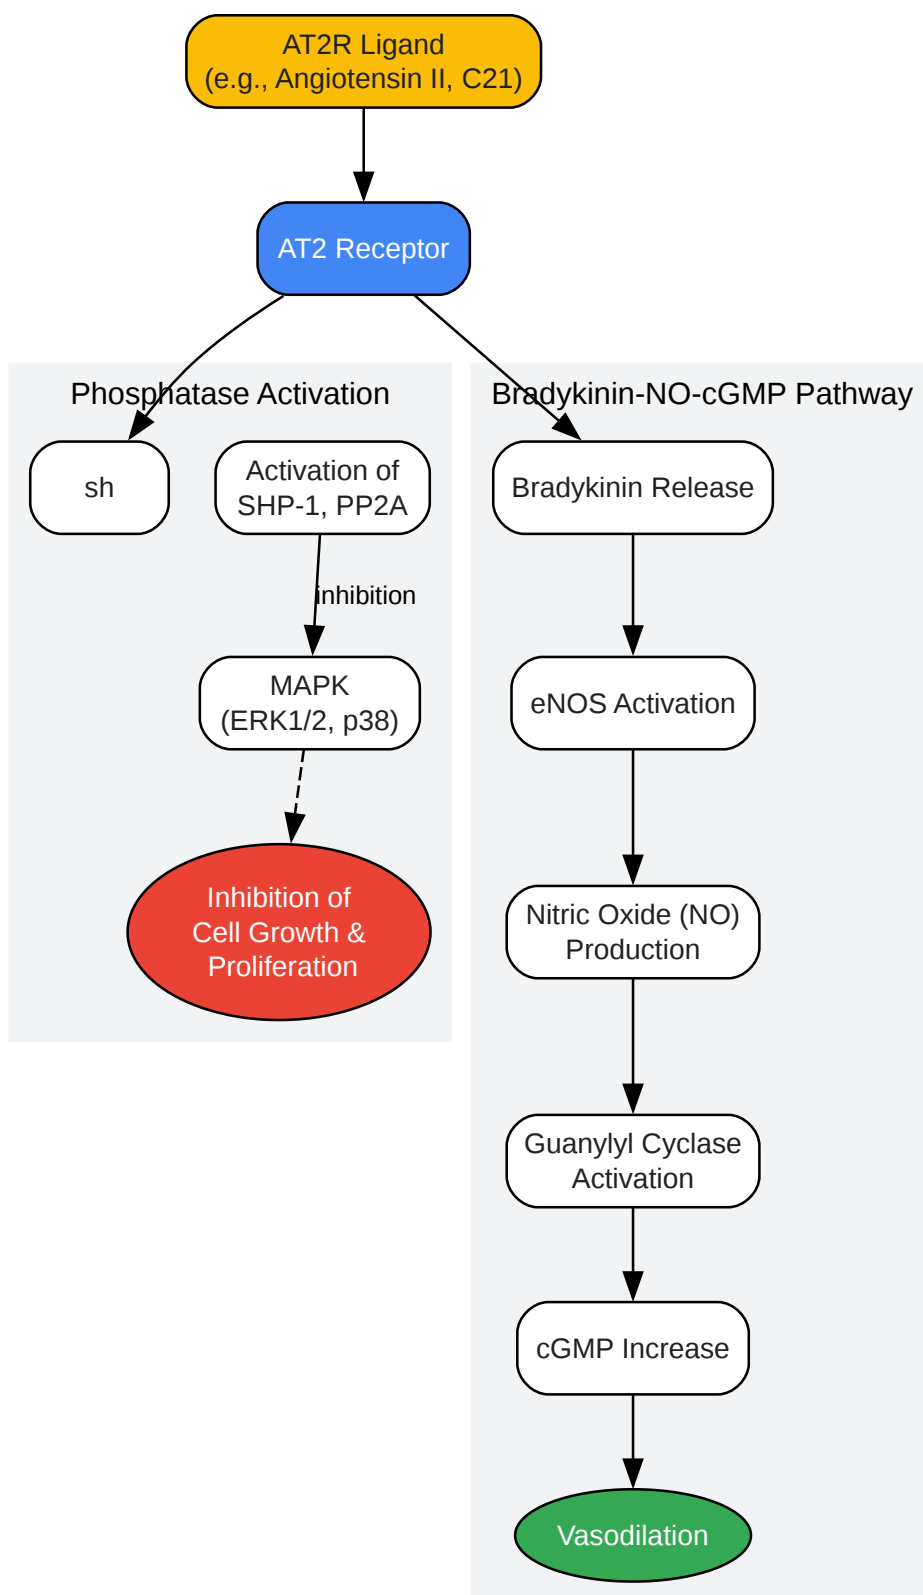 AT2R Ligand
(e.g., Angiotensin II, C21)
AT2 Receptor
Phosphatase Activation
sh
Activation of
SHP-1, PP2A
inhibition
MAPK
(ERK1/2, p38)
Inhibition of
Cell Growth &
Proliferation
Bradykinin-NO-cGMP Pathway
Bradykinin Release
eNOS Activation
Nitric Oxide (NO)
Production
Guanylyl Cyclase
Activation
cGMP Increase
Vasodilation